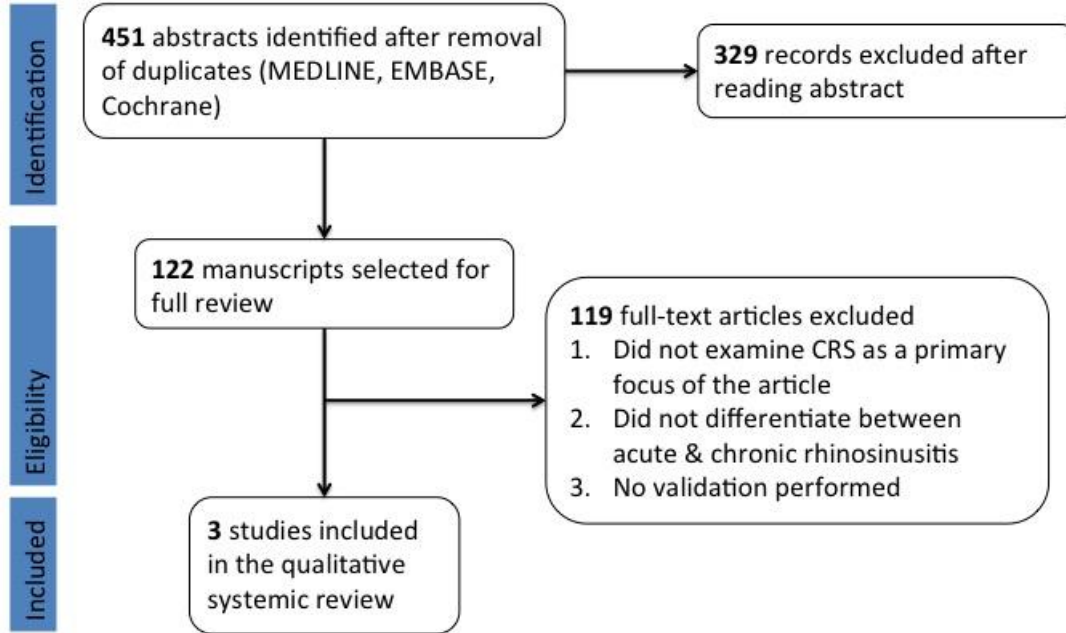 Identification
451 abstracts identified after removal
of duplicates (MEDLINE, EMBASE,
Cochrane)
329 records excluded after
reading abstract
Eligibility
122 manuscripts selected for
full review
119 full-text articles excluded
1. Did not examine CRS as a primary
focus of the article
2. Did not differentiate between
acute & chronic rhinosinusitis
3. No validation performed
Included
3 studies included
in the qualitative
systemic review